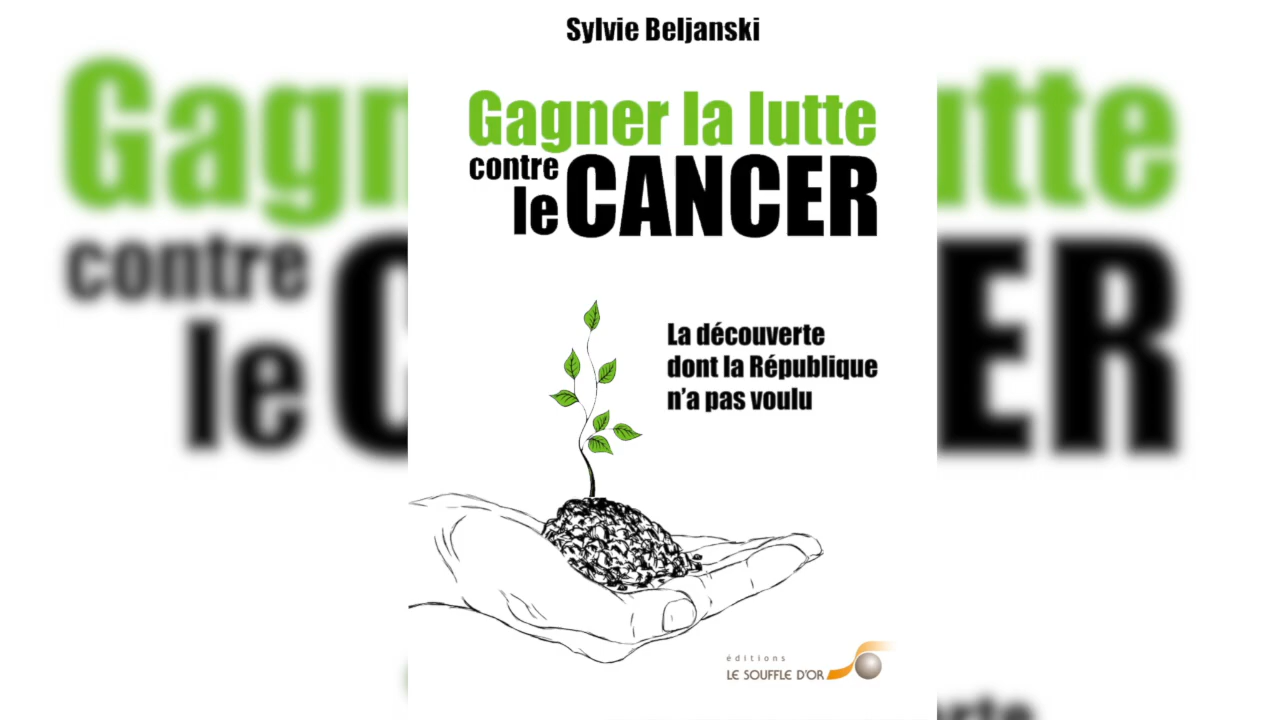 Sylvie Beljanski
Gagner la lutte
contre
le CANCER
La découverte
dont la République
n'a pas voulu
éditions
LE SOUFFLE D'OR